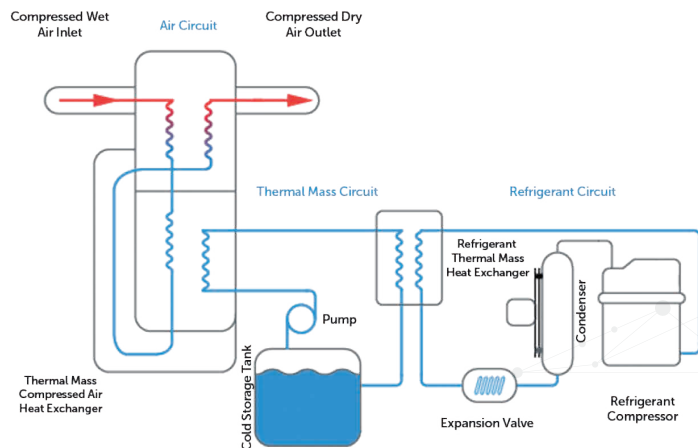 Compressed Wet
Air Inlet
Air Circuit
Compressed Dry
Air Outlet
Thermal Mass Circuit
Refrigerant Circuit
Refrigerant
Thermal Mass
Heat Exchanger
Condenser
Pump
Cold Storage Tank
Thermal Mass
Compressed Air
Heat Exchanger
Expansion Valve
Refrigerant
Compressor